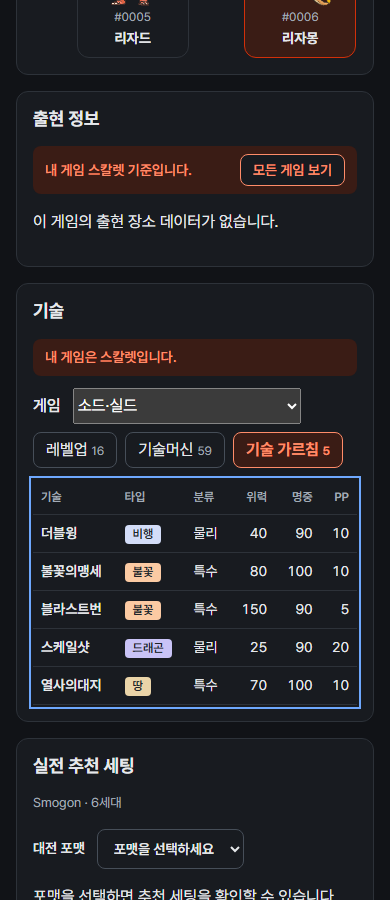 #0005
#0006
리자드
리자몽
출현 정보
내 게임 스칼렛 기준입니다.
모든 게임 보기
이 게임의 출현 장소 데이터가 없습니다.
기술
내 게임은 스칼렛입니다.
게임 소드·실드
레벨업 16 기술머신 59 기술 가르침 5
기술 타입 분류 위력 명중 PP
더블윙 비행 물리 40 90 10
불꽃의맹세 불꽃 특수 80 100 10
블라스트번 불꽃 특수 150 90 5
스케일샷 드래곤 물리 25 90 20
열사의대지 땅 특수 70 100 10
실전 추천 세팅
Smogon · 6세대
대전 포맷 포맷을 선택하세요
포맷을 선택하면 추천 세팅을 확인할 수 있습니다